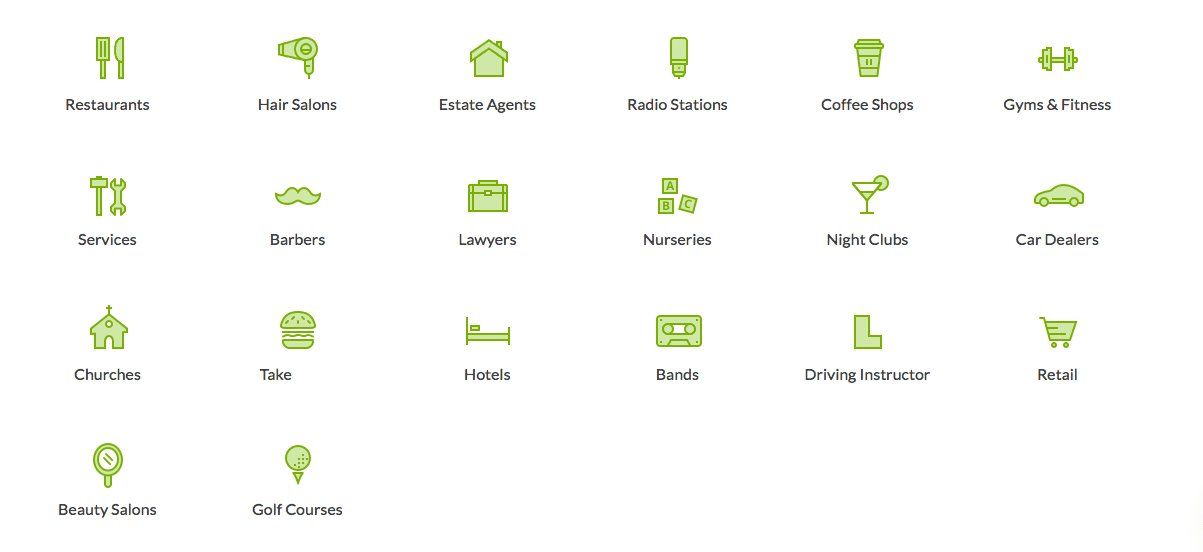 Restaurants
Hair Salons
Estate Agents
Radio Stations
Coffee Shops
Gyms & Fitness
A
B C
Services
Barbers
Lawyers
Nurseries
Night Clubs
Car Dealers
Churches
Take
Hotels
Bands
Driving Instructor
Retail
Beauty Salons
Golf Courses